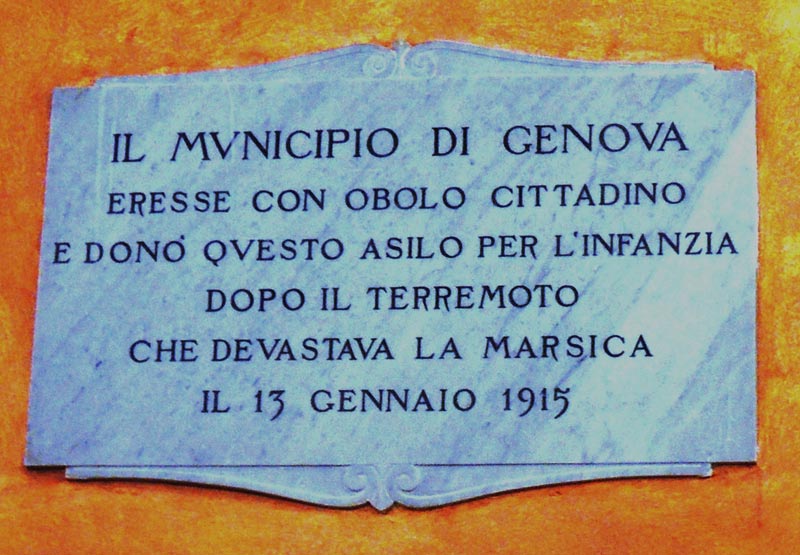 IL MVNICIPIO DI GENOVA
ERESSE CON OBOLO CITTADINO
E DONO' QVESTO ASILO PER L'INFANZIA
DOPO IL TERREMOTO
CHE DEVASTAVA LA MARSICA
IL 13 GENNAIO 1915